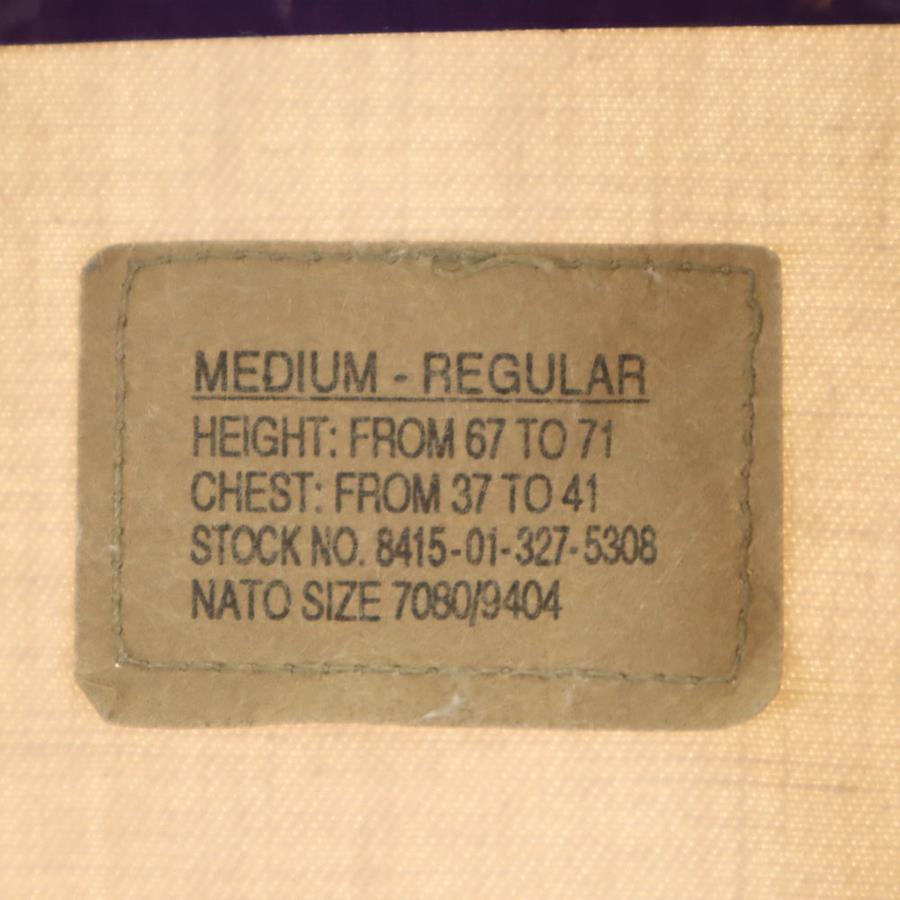 MEDIUM - REGULAR
HEIGHT: FROM 67 TO 71
CHEST: FROM 37 TO 41
STOCK NO. 8415-01-327-5308
NATO SIZE 7080/9404